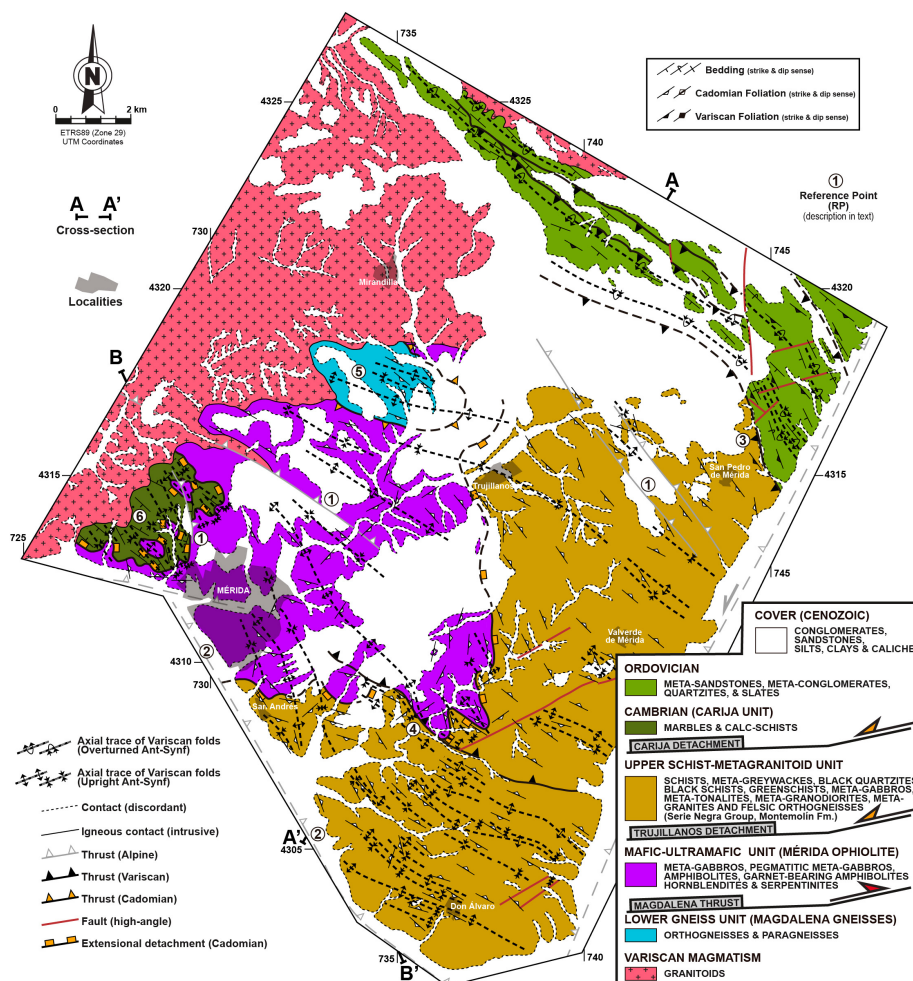 N
0 2 km
ETRS89 (Zone 29)
UTM Coordinates
A A'
Cross-section
Localities
Bedding (strike & dip sense)
Cadomian Foliation (strike & dip sense)
Variscan Foliation (strike & dip sense)
1
Reference Point
(RP)
(description in text)
735
4325
4325
740
A
730
745
4320
4320
Mirandilla
B
5
3
San Pedro
de Mérida
4315
4315
Trujillanos
1
1
6
1
725
MÉRIDA
745
Valverde
de Mérida
2
4310
730
San Andrés
4
2
A'
4305
Don Álvaro
735
B'
740
Axial trace of Variscan folds
(Overturned Ant-Synf)
Axial trace of Variscan folds
(Upright Ant-Synf)
Contact (discordant)
Igneous contact (intrusive)
Thrust (Alpine)
Thrust (Variscan)
Thrust (Cadomian)
Fault (high-angle)
Extensional detachment (Cadomian)
COVER (CENOZOIC)
CONGLOMERATES,
SANDSTONES,
SILTS, CLAYS & CALICHE
ORDOVICIAN
META-SANDSTONES, META-CONGLOMERATES,
QUARTZITES, & SLATES
CAMBRIAN (CARIJA UNIT)
MARBLES & CALC-SCHISTS
CARIJA DETACHMENT
UPPER SCHIST-METAGRANITOID UNIT
SCHISTS, META-GREYWACKES, BLACK QUARTZITES
BLACK SCHISTS, GREENSCHISTS, META-GABBROS,
META-TONALITES, META-GRANODIORITES, META-
GRANITES AND FELSIC ORTHOGNEISSES
(Serie Negra Group, Montemolin Fm.)
TRUJILLANOS DETACHMENT
MAFIC-ULTRAMAFIC UNIT (MÉRIDA OPHIOLITE)
META-GABBROS, PEGMATITIC META-GABBROS,
AMPHIBOLITES, GARNET-BEARING AMPHIBOLITES
HORNBLENDITES & SERPENTINITES
MAGDALENA THRUST
LOWER GNEISS UNIT (MAGDALENA GNEISSES)
ORTHOGNEISSES & PARAGNEISSES
VARISCAN MAGMATISM
GRANITOIDS